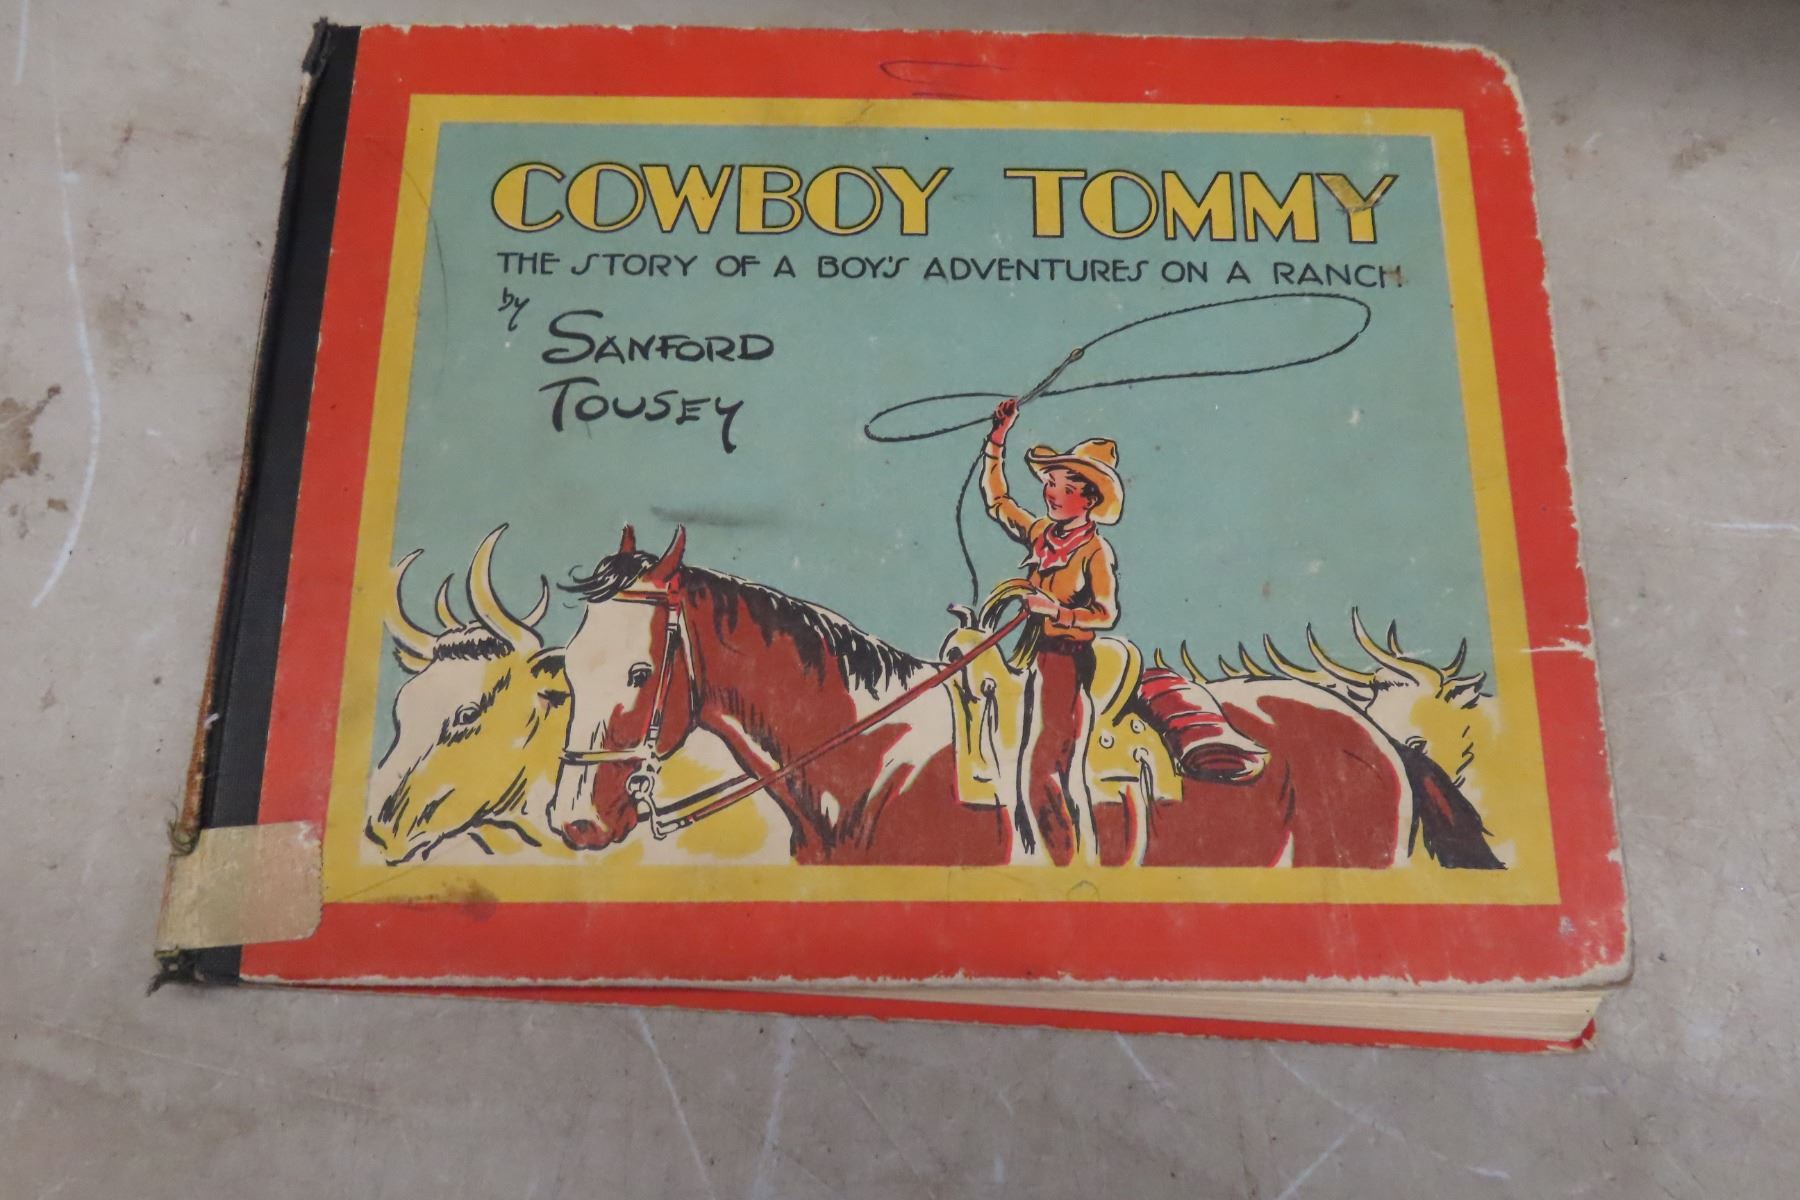 COWBOY TOMMY
THE STORY OF A BOY'S ADVENTURES ON A RANCH
by
SANFORD
TOUSEY